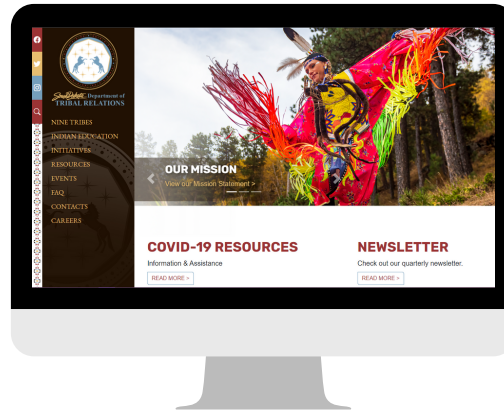 South Dakota Department of
TRIBAL RELATIONS
NINE TRIBES
INDIAN EDUCATION
INITIATIVES
RESOURCES
EVENTS
FAQ
CONTACTS
CAREERS
OUR MISSION
View our Mission Statement >
COVID-19 RESOURCES
Information & Assistance
READ MORE »
NEWSLETTER
Check out our quarterly newsletter.
READ MORE »